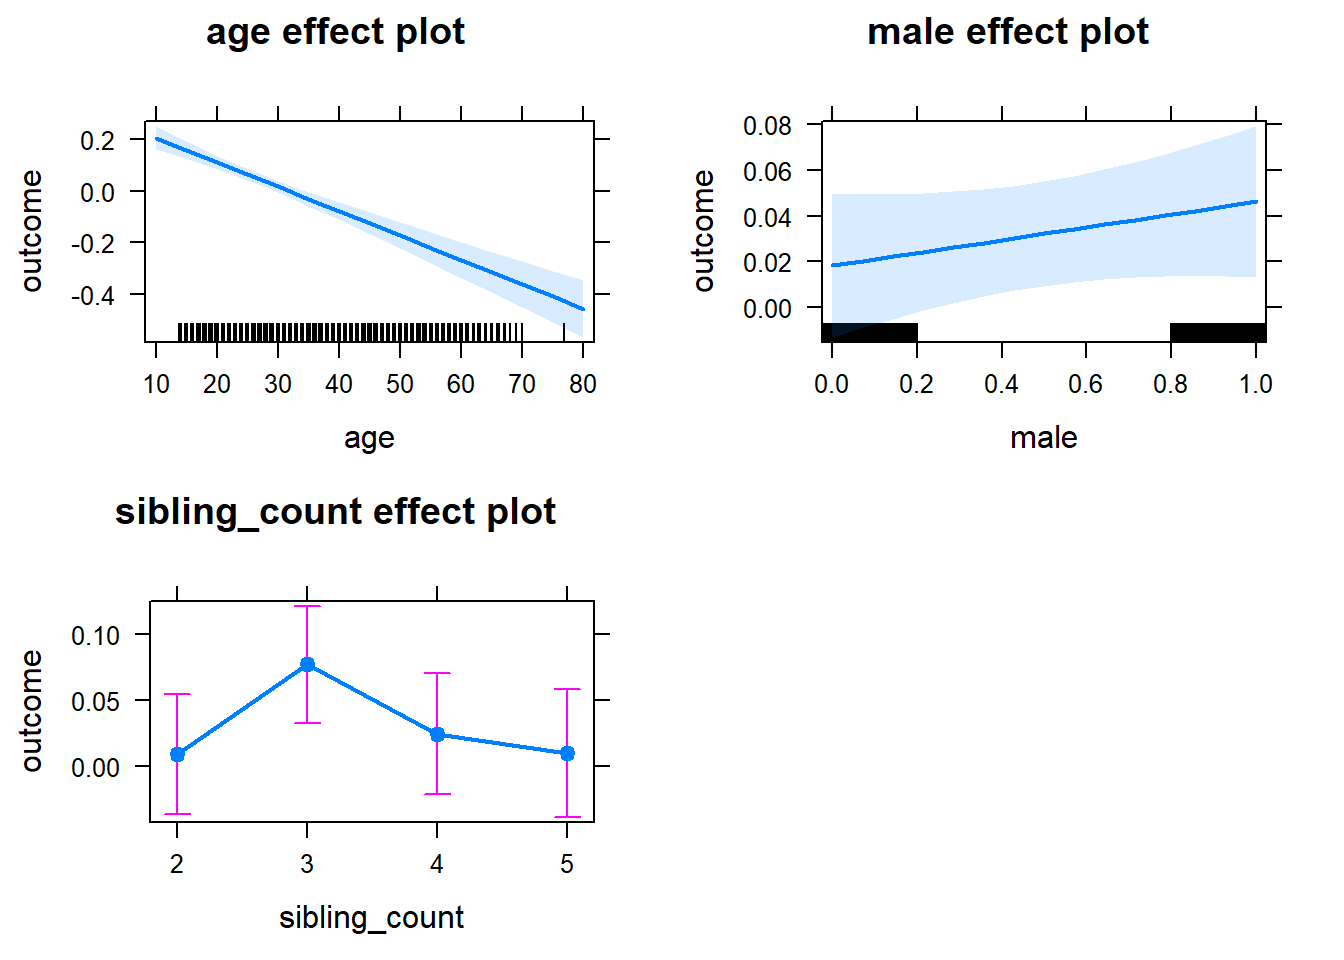 age effect plot
outcome
0.2
0.0
-0.2
-0.4
10 20 30 40 50 60 70 80
age
male effect plot
outcome
0.08
0.06
0.04
0.02
0.00
0.0 0.2 0.4 0.6 0.8 1.0
male
sibling_count effect plot
outcome
0.10
0.05
0.00
2 3 4 5
sibling_count